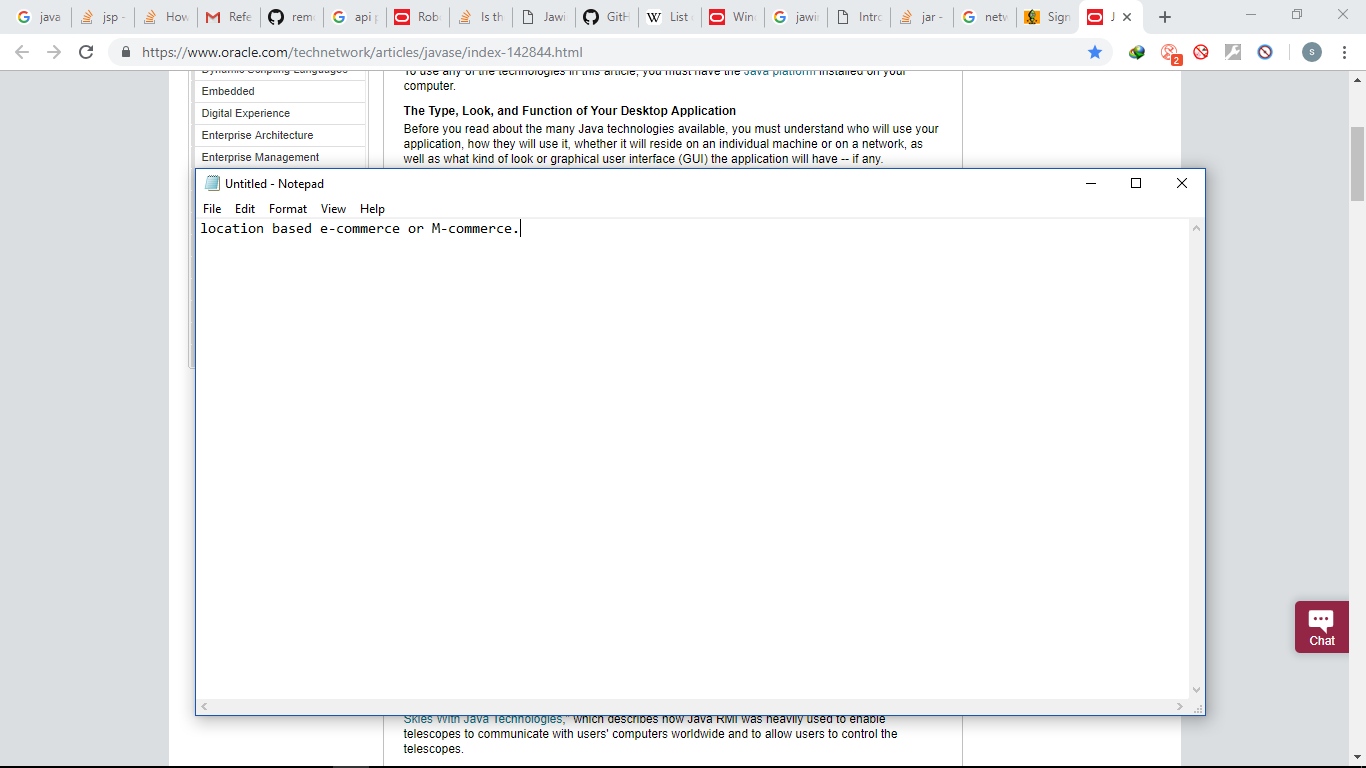 java
jsp -
How
Refe
rem
api p
Rob
Is th
Jawi
GitH
List
Win
jawir
Intro
jar -
netv
Sign
J
https://www.oracle.com/technetwork/articles/javase/index-142844.html
2
s
Dynamic Scripting Languages
Embedded
Digital Experience
Enterprise Architecture
Enterprise Management
To use any of the technologies in this article, you must have the Java platform installed on your
computer.
The Type, Look, and Function of Your Desktop Application
Before you read about the many Java technologies available, you must understand who will use your
application, how they will use it, whether it will reside on an individual machine or on a network, as
well as what kind of look or graphical user interface (GUI) the application will have -- if any.
Untitled - Notepad
File Edit Format View Help
location based e-commerce or M-commerce.
Chat
Skies With Java Technologies," which describes how Java RMI was heavily used to enable
telescopes to communicate with users' computers worldwide and to allow users to control the
telescopes.